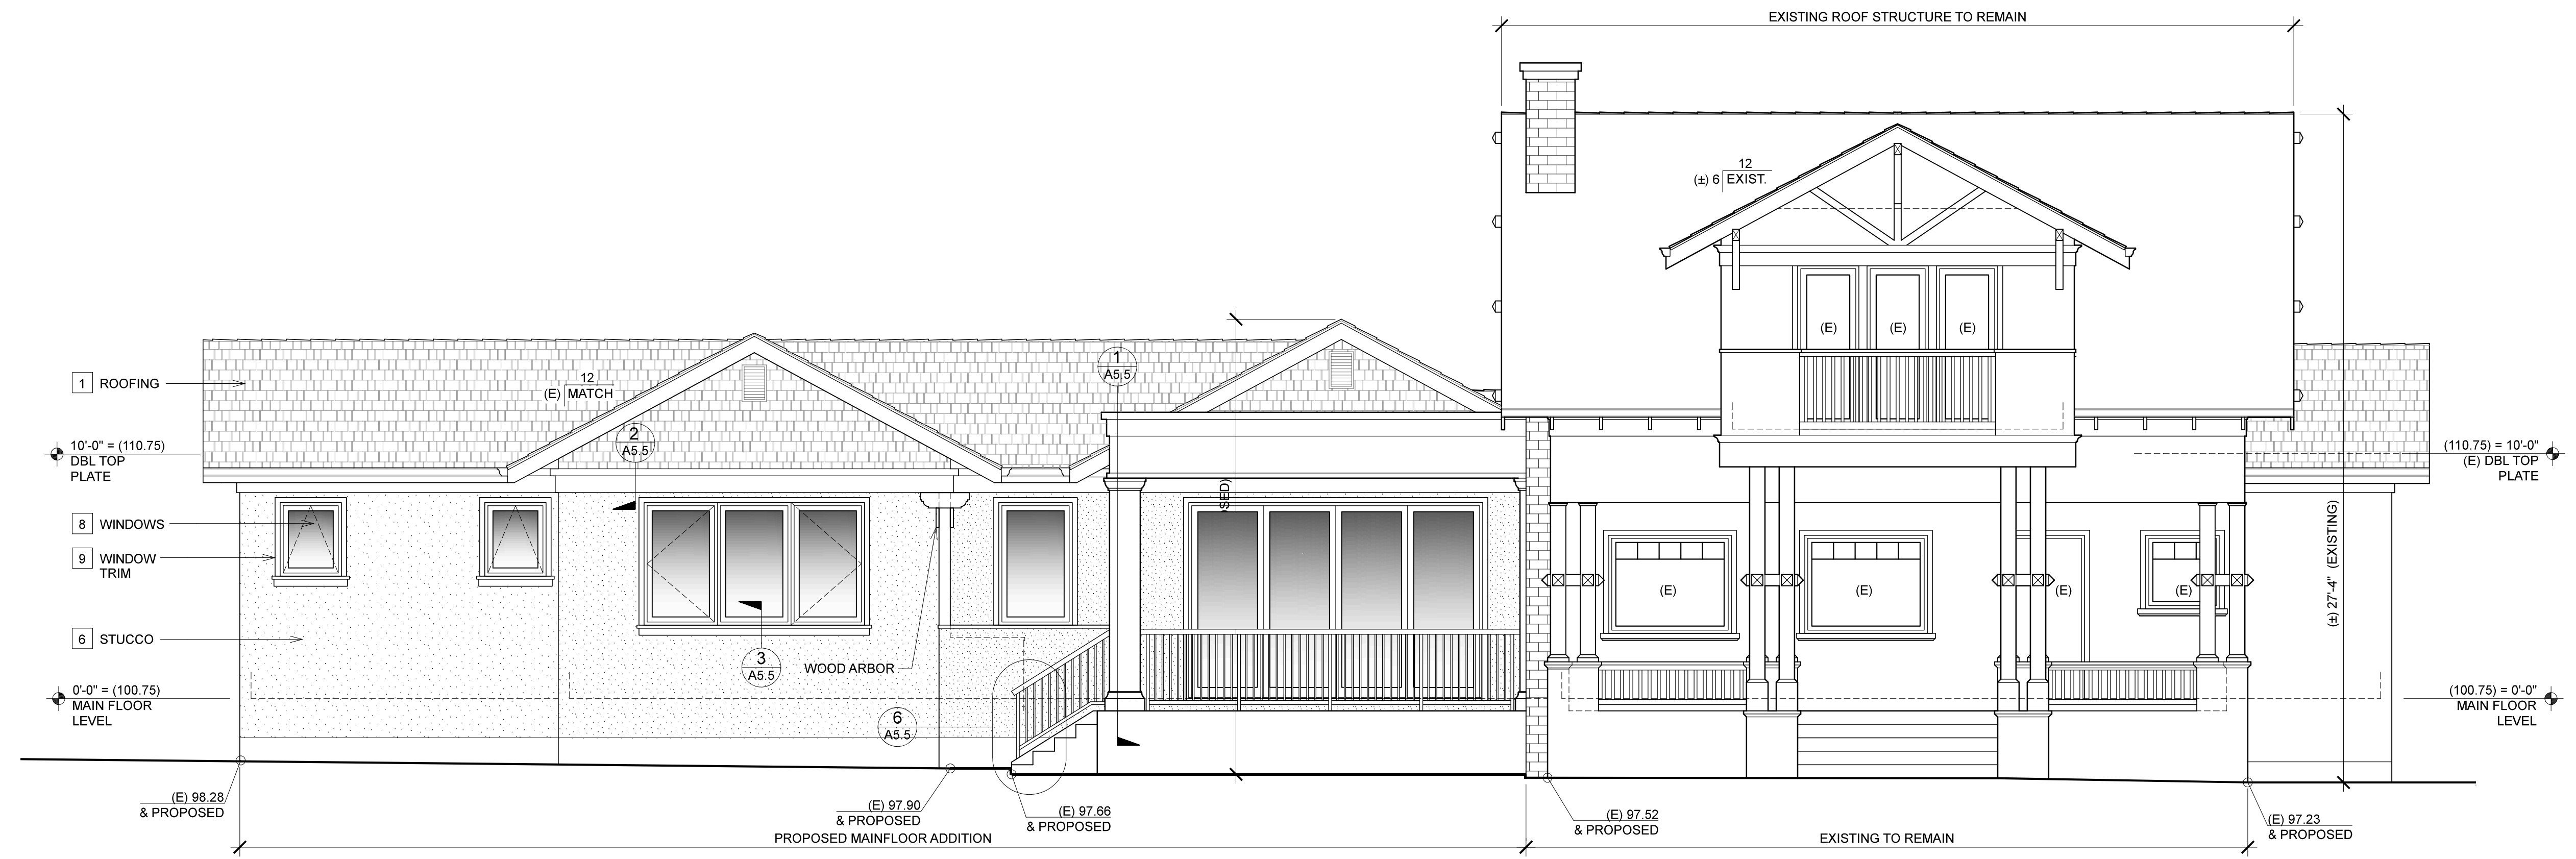 EXISTING ROOF STRUCTURE TO REMAIN
12
(±) 6 EXIST.
(E)
(E)
(E)
1 ROOFING
12
(E) MATCH
1
A5.5
2
A5.5
10'-0" = (110.75)
DBL TOP
PLATE
(110.75) = 10'-0"
(E) DBL TOP
PLATE
8 WINDOWS
9 WINDOW
TRIM
SED)
(±) 27'-4" (EXISTING)
(E)
(E)
(E)
(E)
6 STUCCO
3
A5.5
WOOD ARBOR
0'-0" = (100.75)
MAIN FLOOR
LEVEL
6
A5.5
(100.75) = 0'-0"
MAIN FLOOR
LEVEL
(E) 98.28
& PROPOSED
(E) 97.90
& PROPOSED
(E) 97.66
& PROPOSED
(E) 97.52
& PROPOSED
(E) 97.23
& PROPOSED
PROPOSED MAINFLOOR ADDITION
EXISTING TO REMAIN